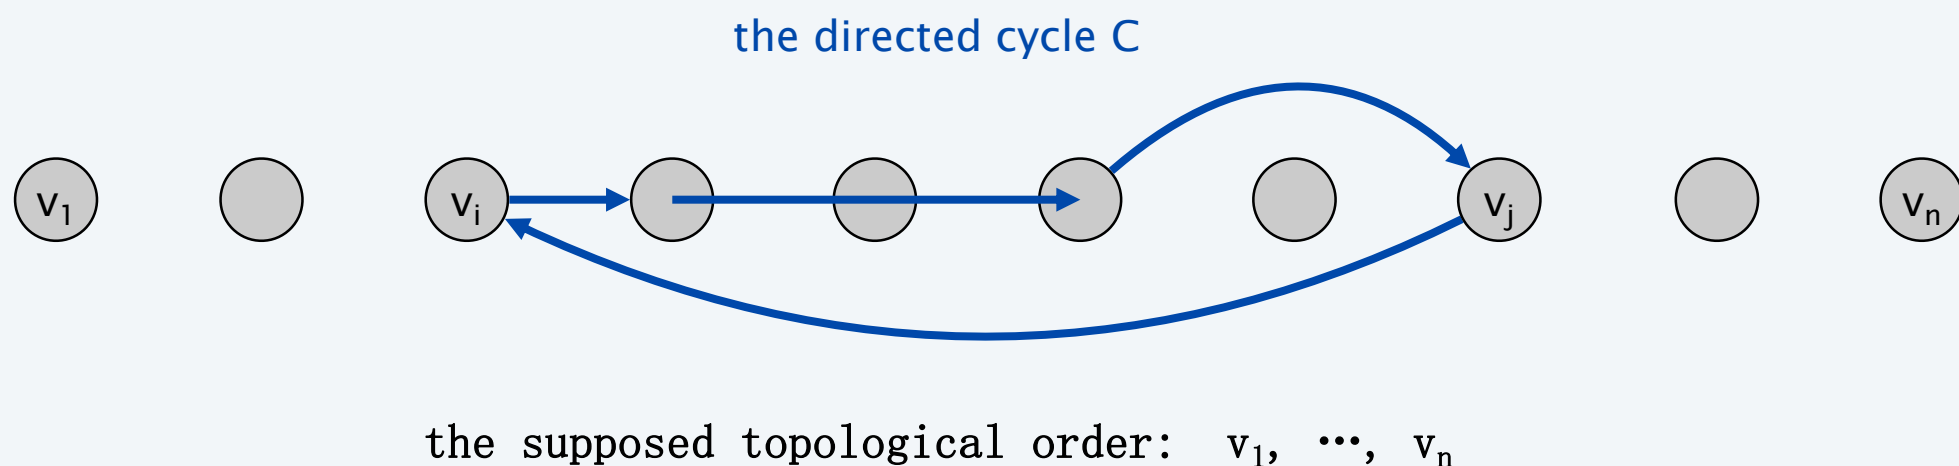 the directed cycle C
v₁ vᵢ vⱼ vₙ
the supposed topological order: v₁, ⋯, vₙ